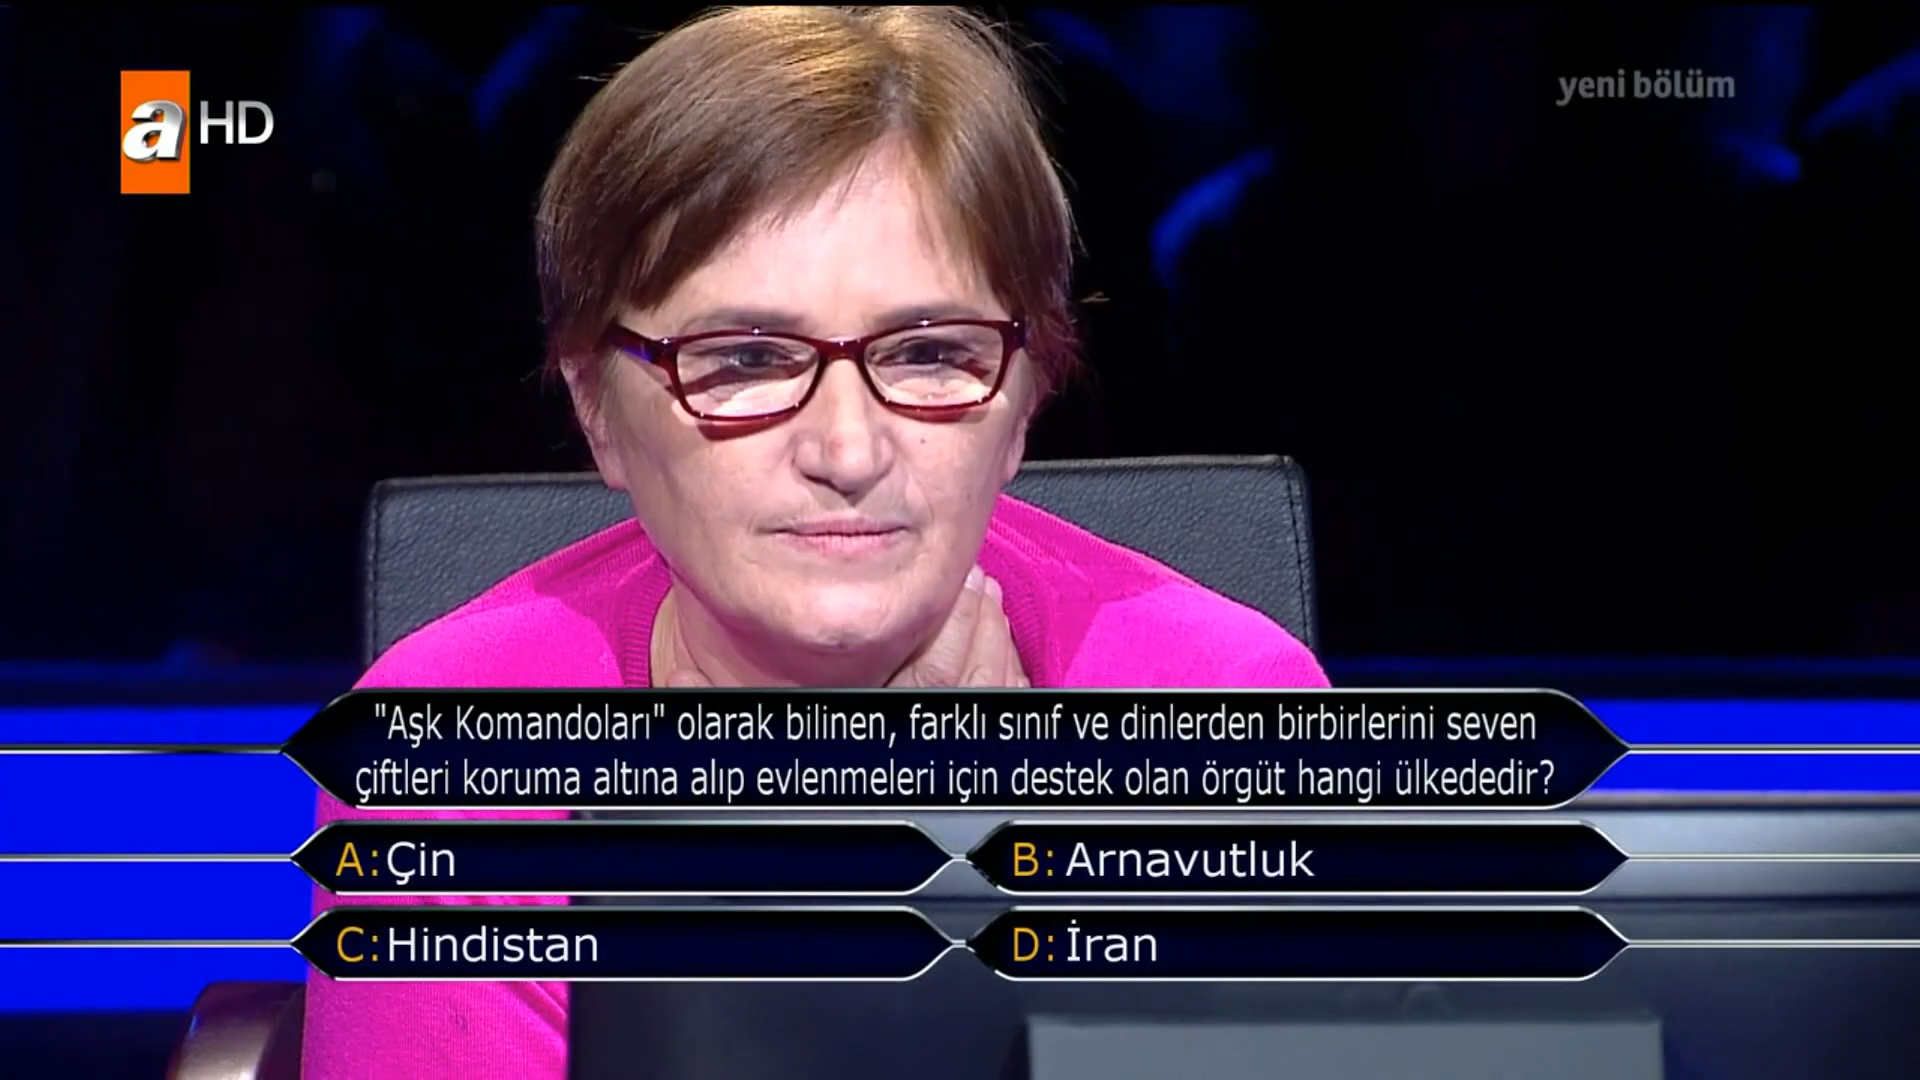 a HD
yeni bölüm
"Aşk Komandoları" olarak bilinen, farklı sınıf ve dinlerden birbirlerini seven
çiftleri koruma altına alıp evlenmeleri için destek olan örgüt hangi ülkededir?
A: Çin
B: Arnavutluk
C: Hindistan
D: İran